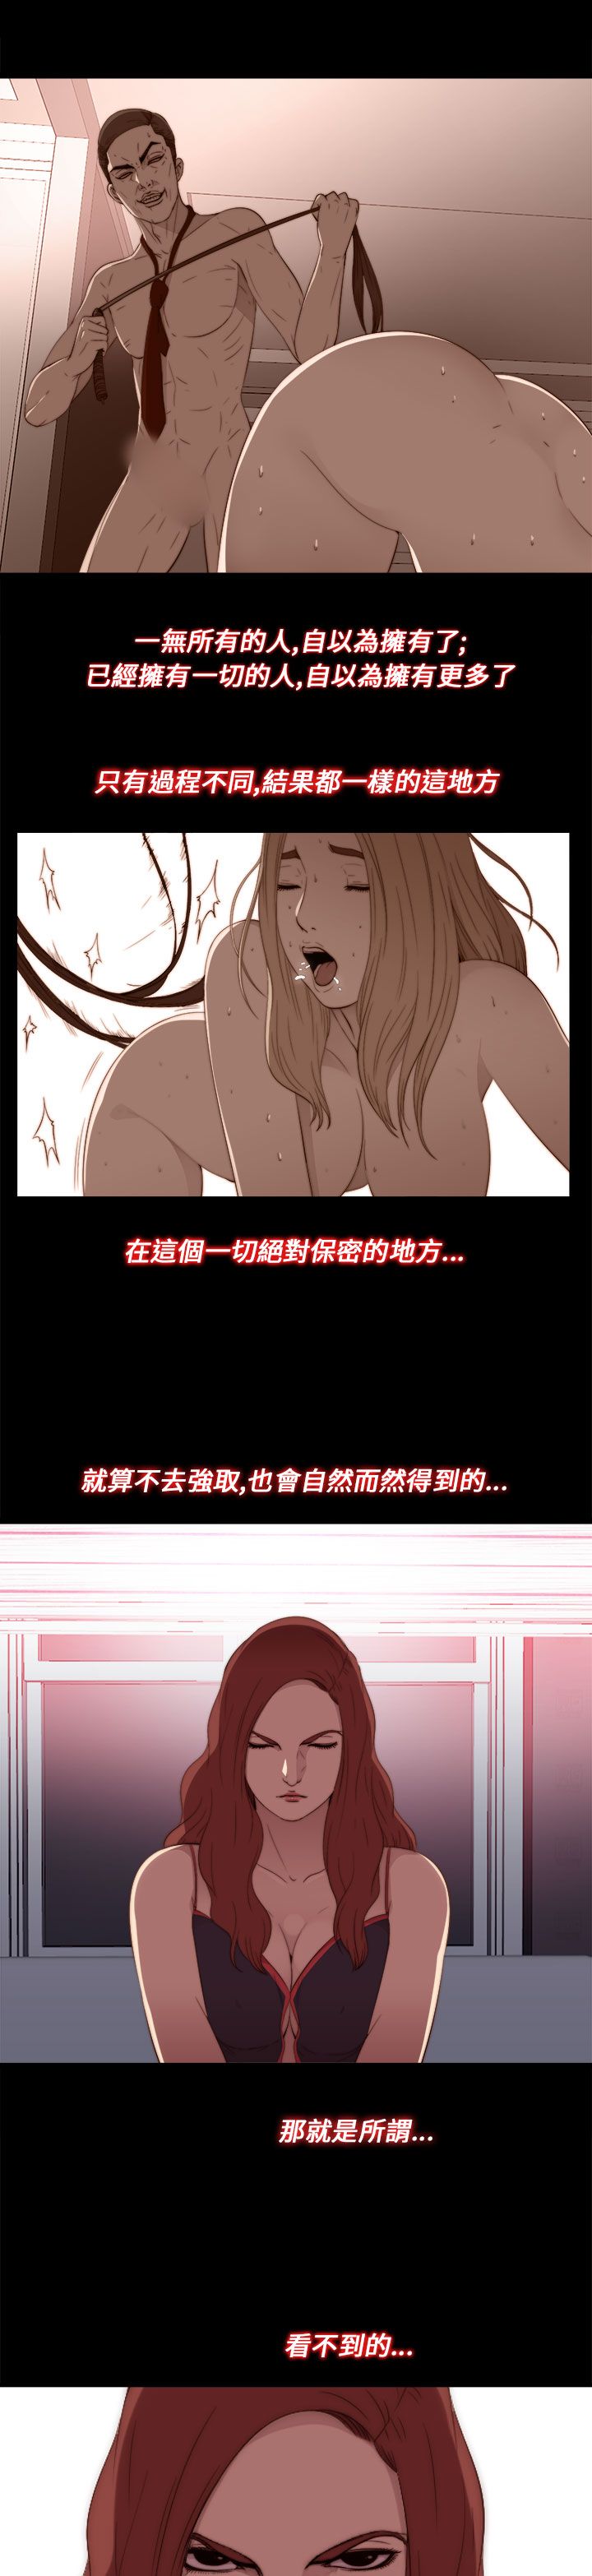 一無所有的人,自以為擁有了;
已經擁有一切的人,自以為擁有更多了
只有過程不同,結果都一樣的這地方
在這個一切絕對保密的地方...
就算不去強取,也會自然而然得到的...
那就是所謂...
看不到的...